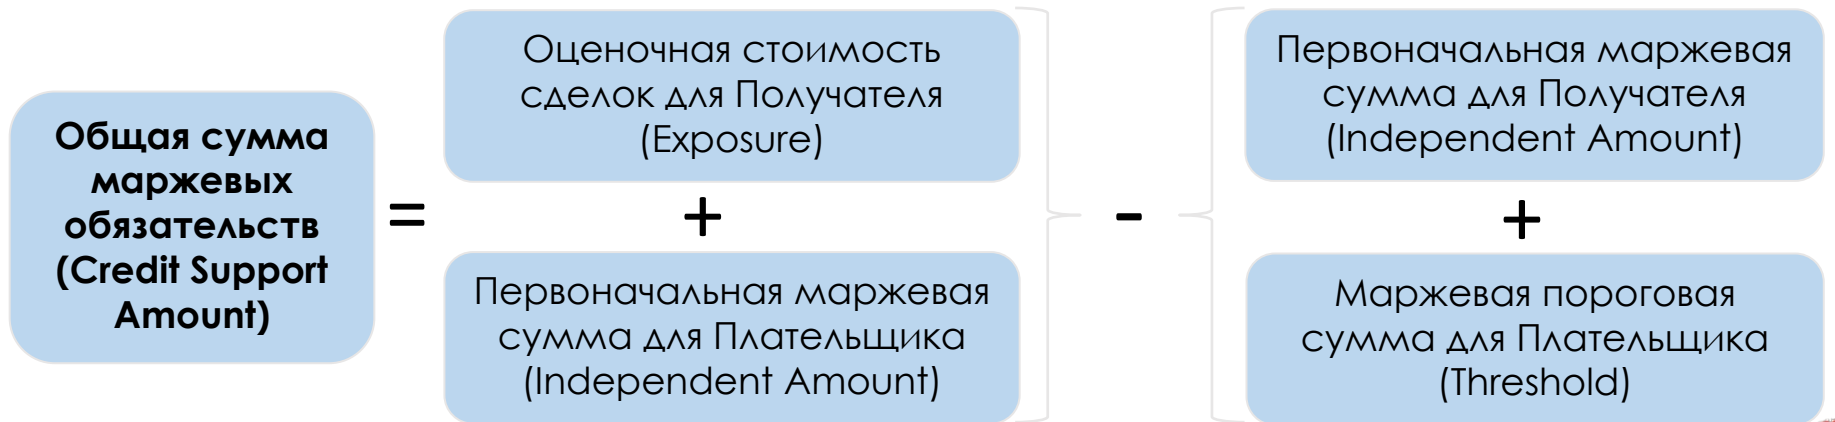 Общая сумма
маржевых
обязательств
(Credit Support
Amount)
=
Оценочная стоимость
сделок для Получателя
(Exposure)
+
Первоначальная маржевая
сумма для Плательщика
(Independent Amount)
-
Первоначальная маржевая
сумма для Получателя
(Independent Amount)
+
Маржевая пороговая
сумма для Плательщика
(Threshold)